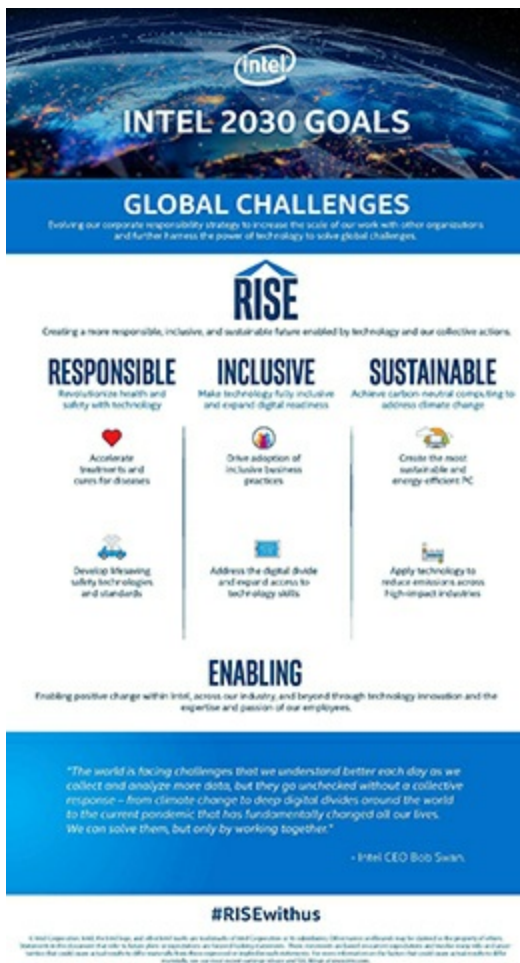 intel
INTEL 2030 GOALS
GLOBAL CHALLENGES
Evolving our corporate responsibility strategy to increase the scale of our work with other organizations
and further harness the power of technology to solve global challenges.
RISE
Creating a more responsible, inclusive, and sustainable future enabled by technology and our collective actions.
RESPONSIBLE
Revolutionize health and
safety with technology
Accelerate
treatments and
cures for diseases
Develop lifesaving
safety technologies
and standards
INCLUSIVE
Make technology fully inclusive
and expand digital readiness
Drive adoption of
inclusive business
practices
Address the digital divide
and expand access to
technology skills
SUSTAINABLE
Achieve carbon neutral computing to
address climate change
Create the most
sustainable and
energy-efficient PC
Apply technology to
reduce emissions across
high-impact industries
ENABLING
Enabling positive change within Intel, across our industry, and beyond through technology innovation and the
expertise and passion of our employees.
"The world is facing challenges that we understand better each day as we
collect and analyze more data, but they go unchecked without a collective
response – from climate change to deep digital divides around the world
to the current pandemic that has fundamentally changed all our lives.
We can solve them, but only by working together."
- Intel CEO Bob Swan.
#RISEwithus